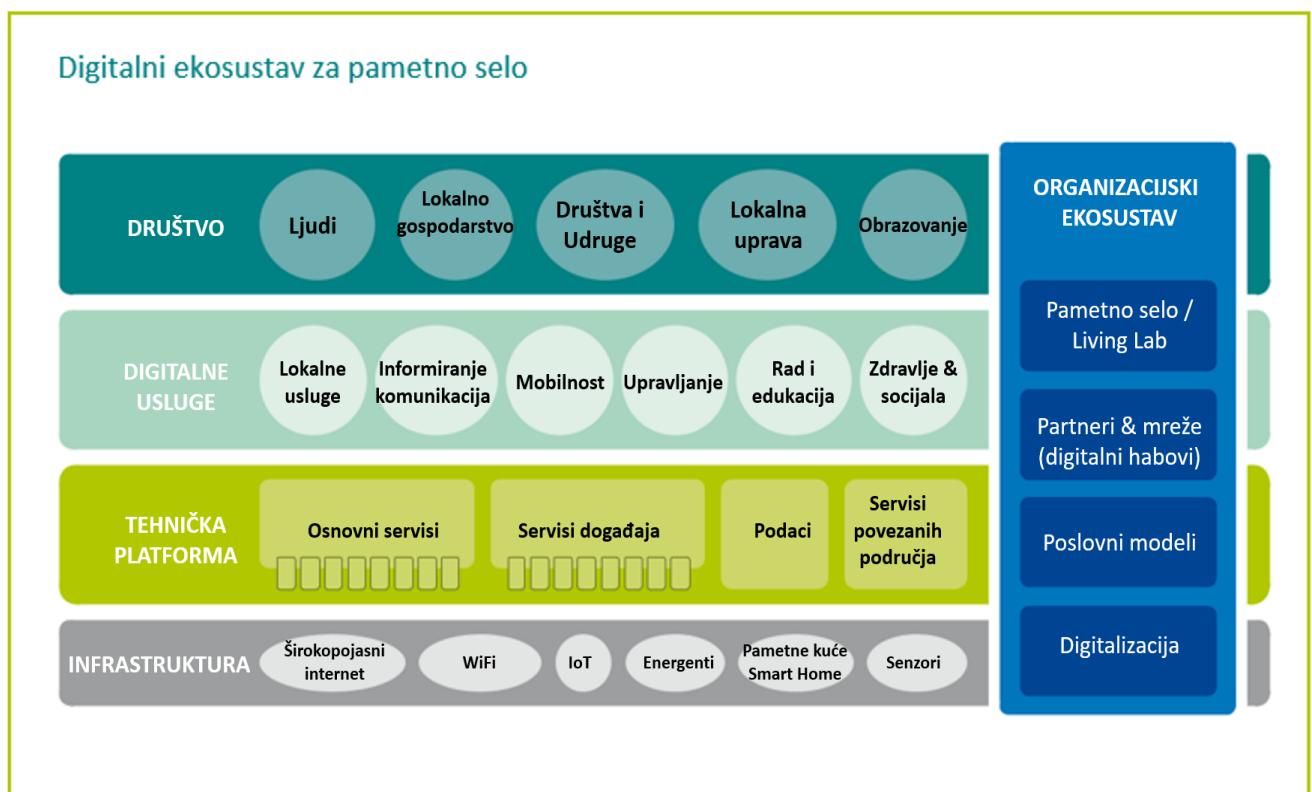 Digitalni ekosustav za pametno selo
DRUŠTVO
Ljudi
Lokalno
gospodarstvo
Društva i
Udruge
Lokalna
uprava
Obrazovanje
DIGITALNE
USLUGE
Lokalne
usluge
Informiranje
komunikacija
Mobilnost
Upravljanje
Rad i
edukacija
Zdravlje &
socijala
TEHNIČKA
PLATFORMA
Osnovni servisi
Servisi događaja
Podaci
Servisi
povezanih
područja
INFRASTRUKTURA
Širokopojasni
internet
WiFi
IoT
Energenti
Pametne kuće
Smart Home
Senzori
ORGANIZACIJSKI
EKOSUSTAV
Pametno selo /
Living Lab
Partneri & mreže
(digitalni habovi)
Poslovni modeli
Digitalizacija